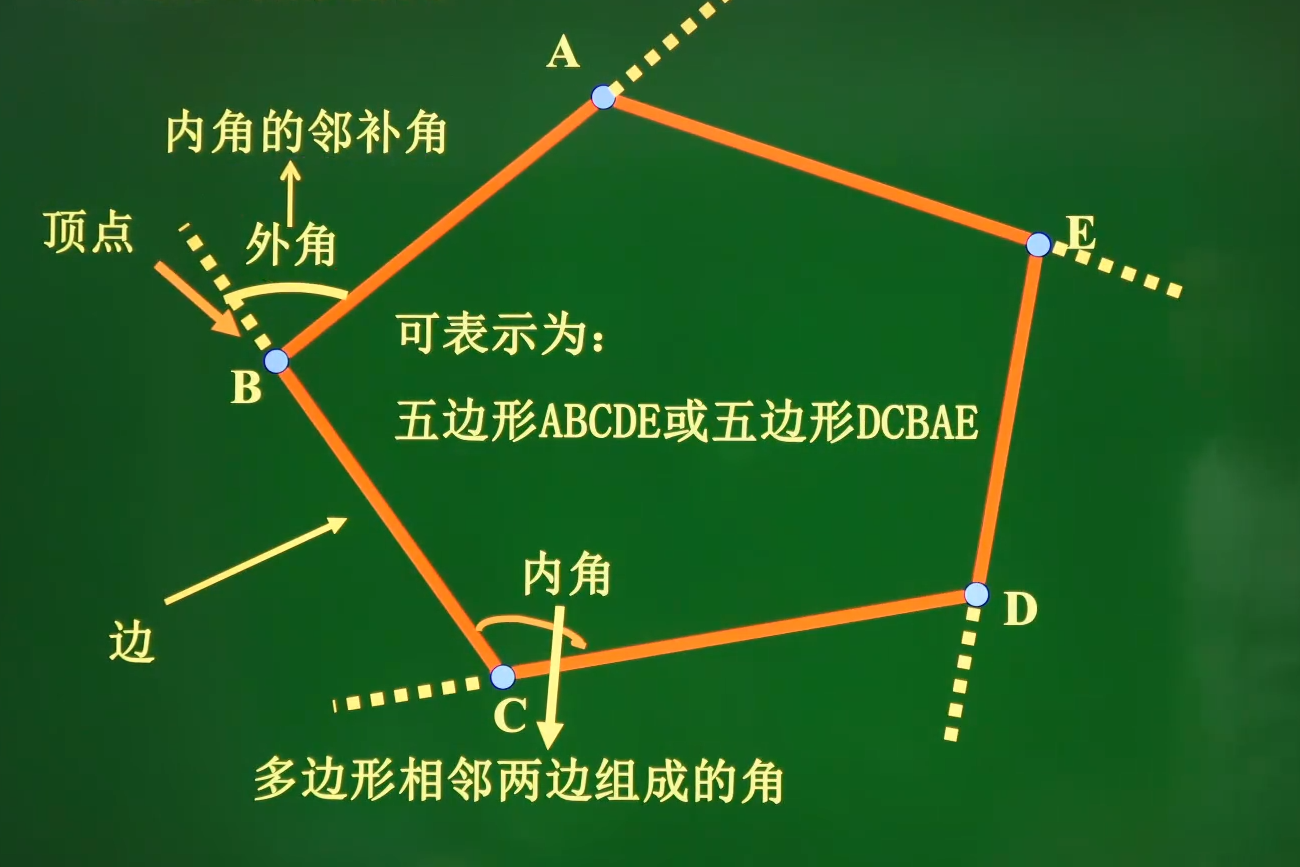 A
内角的邻补角
顶点
外角
E
可表示为：
B
五边形ABCDE或五边形DCBAE
内角
D
边
C
多边形相邻两边组成的角